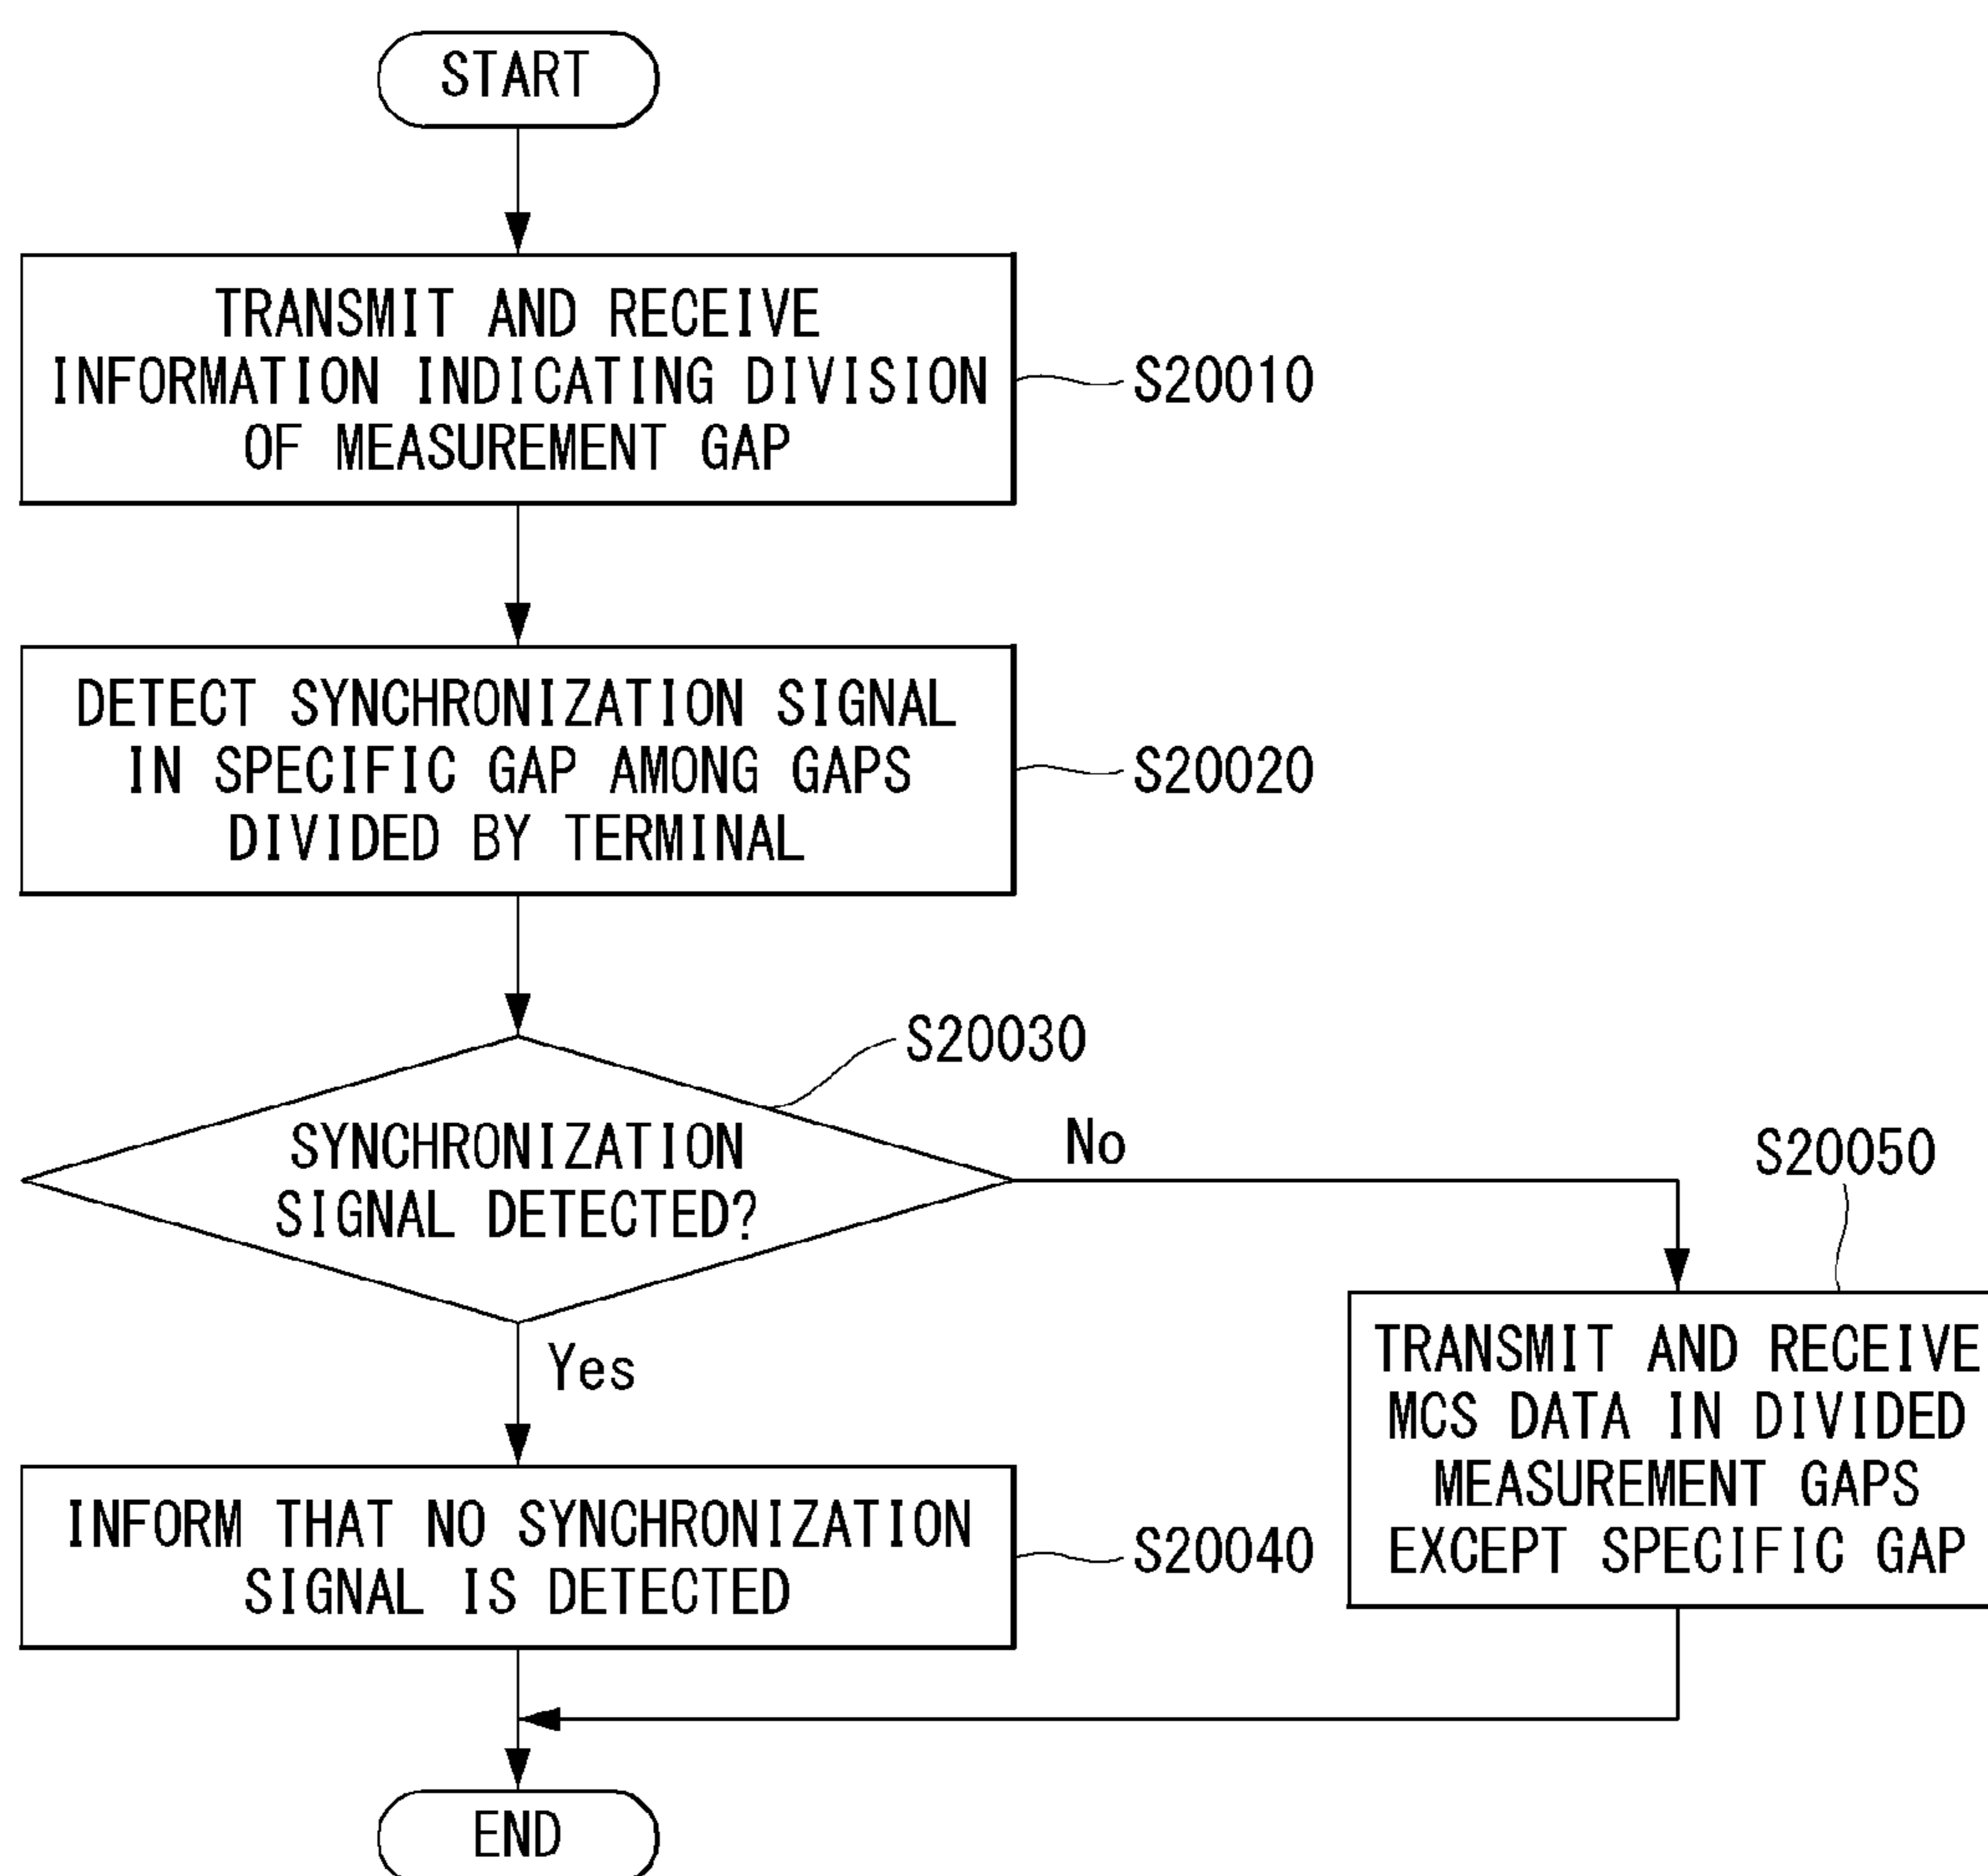 START
TRANSMIT AND RECEIVE
INFORMATION INDICATING DIVISION
OF MEASUREMENT GAP
S20010
DETECT SYNCHRONIZATION SIGNAL
IN SPECIFIC GAP AMONG GAPS
DIVIDED BY TERMINAL
S20020
S20030
SYNCHRONIZATION
SIGNAL DETECTED?
No
Yes
S20050
TRANSMIT AND RECEIVE
MCS DATA IN DIVIDED
MEASUREMENT GAPS
EXCEPT SPECIFIC GAP
INFORM THAT NO SYNCHRONIZATION
SIGNAL IS DETECTED
S20040
END